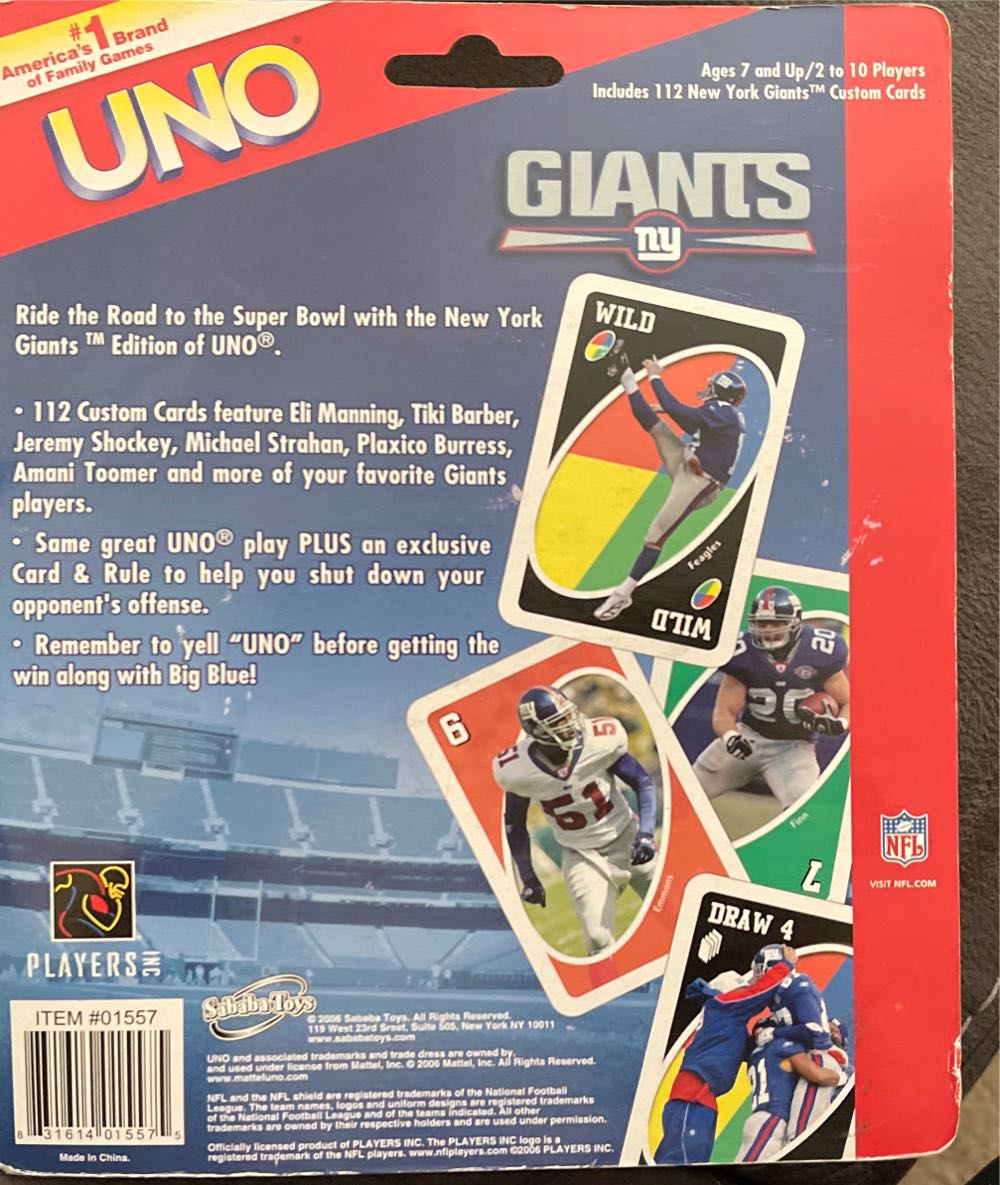 #1
America's Brand
of Family Games
UNO®
Ages 7 and Up/2 to 10 Players
Includes 112 New York Giants™ Custom Cards
GIANTS
ny
Ride the Road to the Super Bowl with the New York
Giants ™ Edition of UNO®.
• 112 Custom Cards feature Eli Manning, Tiki Barber,
Jeremy Shockey, Michael Strahan, Plaxico Burress,
Amani Toomer and more of your favorite Giants
players.
• Same great UNO® play PLUS an exclusive
Card & Rule to help you shut down your
opponent's offense.
• Remember to yell “UNO” before getting the
win along with Big Blue!
WILD
Feagles
WILD
20
20
Finn
7
6
51
51
51
Emmons
DRAW 4
91
NFL
VISIT NFL.COM
PLAYERS INC
ITEM #01557
8 31614 01557 5
Made in China.
Sababa Toys
© 2006 Sababa Toys. All Rights Reserved.
119 West 23rd Sreet, Suite 505, New York NY 10011
www.sababatoys.com
UNO and associated trademarks and trade dress are owned by,
and used under license from Mattel, Inc. © 2006 Mattel, Inc. All Rights Reserved.
www.matteluno.com
NFL and the NFL shield are registered trademarks of the National Football
League. The team names, logos and uniform designs are registered trademarks
of the National Football League and of the teams indicated. All other
trademarks are owned by their respective holders and are used under permission.
Officially licensed product of PLAYERS INC. The PLAYERS INC logo is a
registered trademark of the NFL players. www.nflplayers.com ©2006 PLAYERS INC.